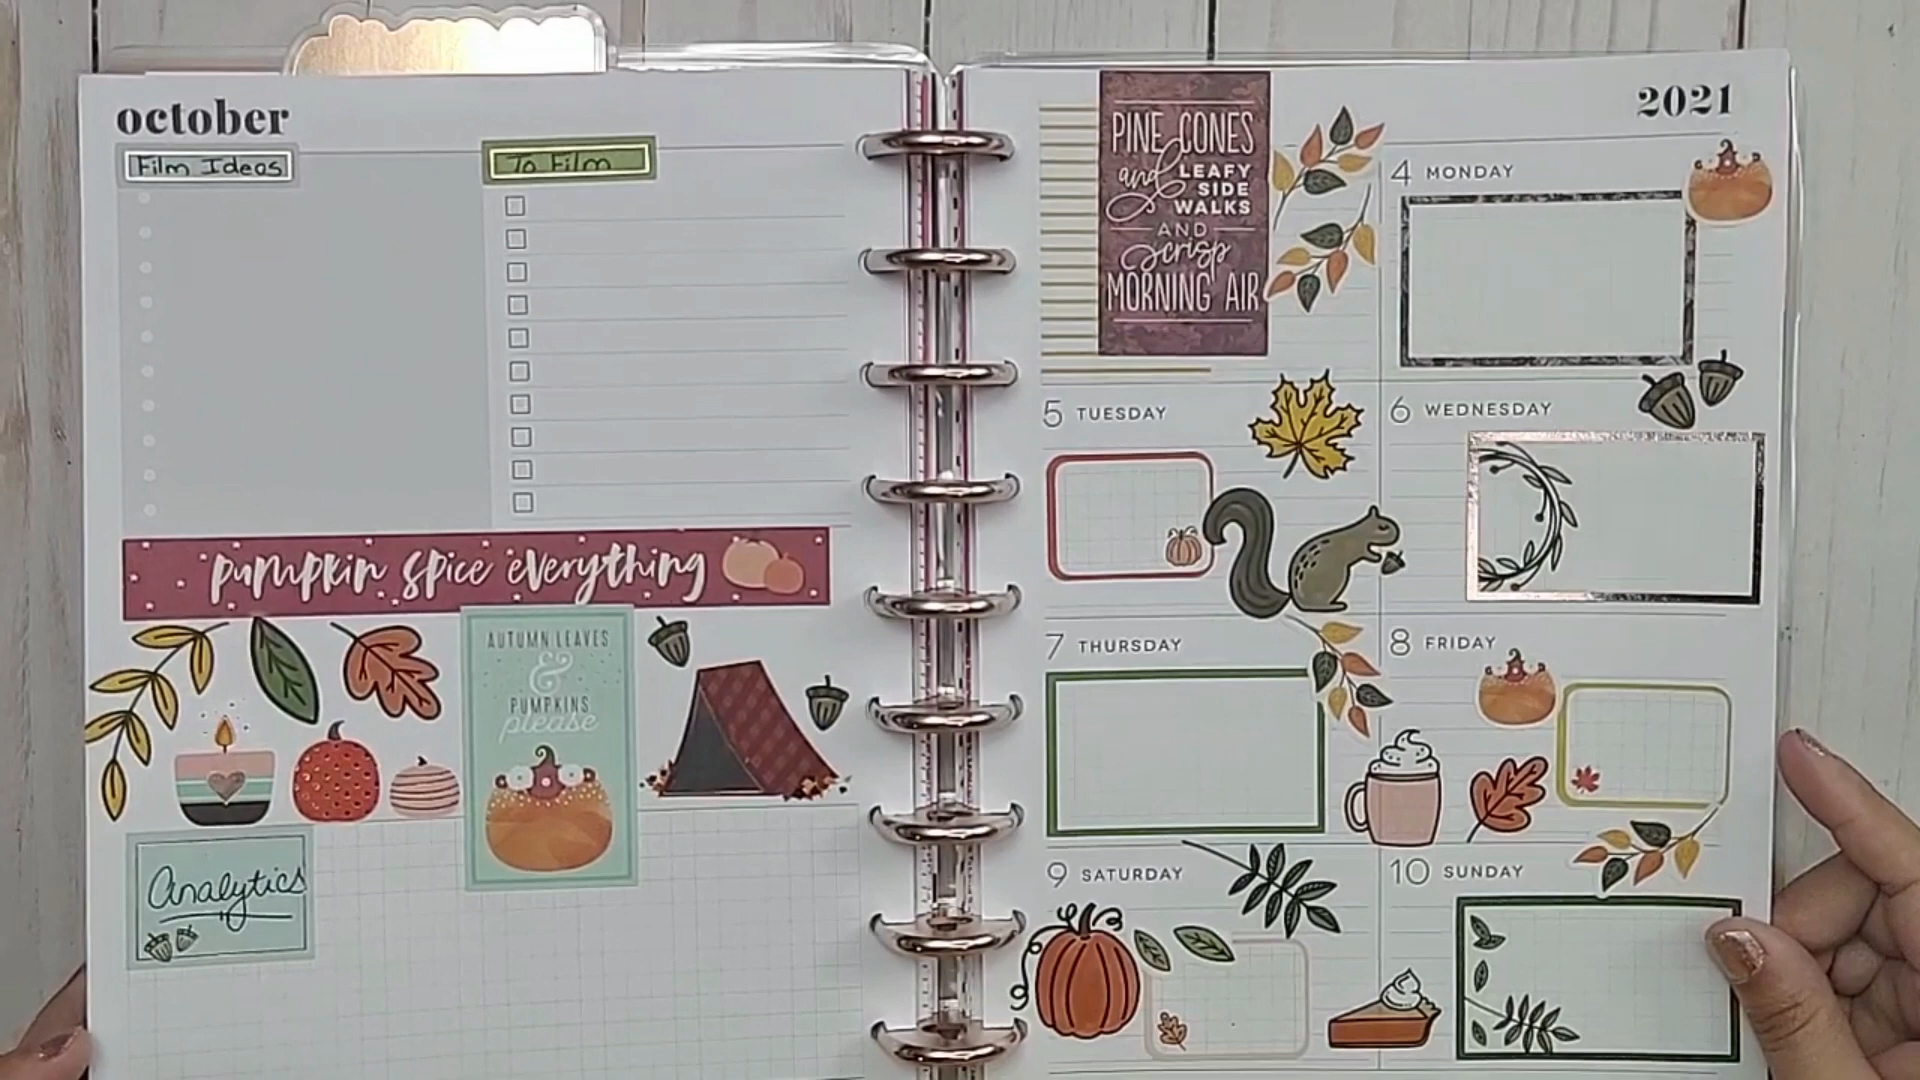 october
Film Ideas
To Film
pumpkin spice everything
AUTUMN LEAVES
&
PUMPKINS
please
Analytics
2021
PINE CONES
and LEAFY
SIDE
WALKS
AND
crisp
MORNING AIR
4 MONDAY
5 TUESDAY
6 WEDNESDAY
7 THURSDAY
8 FRIDAY
9 SATURDAY
10 SUNDAY